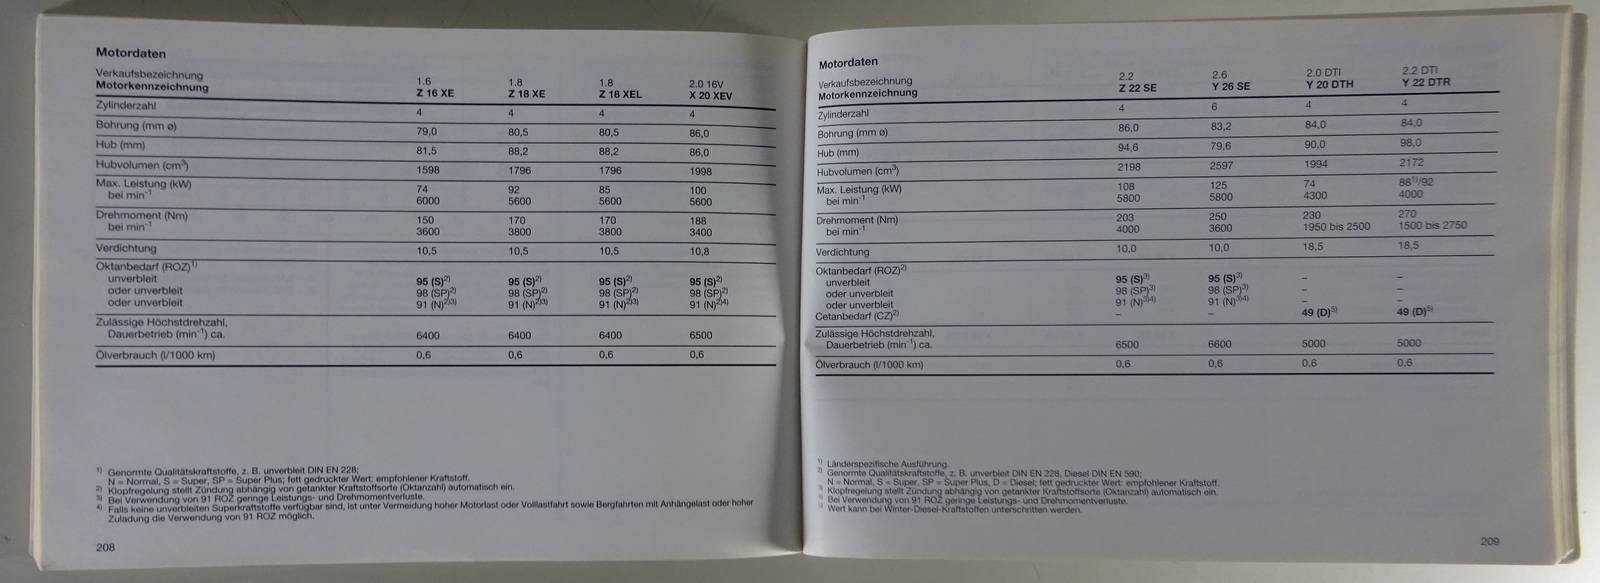 Motordaten
Verkaufsbezeichnung 1.6 1.8 1.8 2.0 16V
Motorkennzeichnung Z 16 XE Z 18 XE Z 18 XEL X 20 XEV
Zylinderzahl 4 4 4 4
Bohrung (mm ø) 79,0 80,5 80,5 86,0
Hub (mm) 81,5 88,2 88,2 86,0
Hubvolumen (cm³) 1598 1796 1796 1998
Max. Leistung (kW) 74 92 85 100
bei min⁻¹ 6000 5600 5600 5600
Drehmoment (Nm) 150 170 170 188
bei min⁻¹ 3600 3800 3800 3400
Verdichtung 10,5 10,5 10,5 10,8
Oktanbedarf (ROZ)¹⁾
unverbleit 95 (S)²⁾ 95 (S)²⁾ 95 (S)²⁾ 95 (S)²⁾
oder unverbleit 98 (SP)²⁾ 98 (SP)²⁾ 98 (SP)²⁾ 98 (SP)²⁾
oder unverbleit 91 (N)²⁾³⁾ 91 (N)²⁾³⁾ 91 (N)²⁾³⁾ 91 (N)²⁾⁴⁾
Zulässige Höchstdrehzahl,
Dauerbetrieb (min⁻¹) ca. 6400 6400 6400 6500
Ölverbrauch (l/1000 km) 0,6 0,6 0,6 0,6
¹⁾ Genormte Qualitätskraftstoffe, z. B. unverbleit DIN EN 228;
N = Normal, S = Super, SP = Super Plus; fett gedruckter Wert: empfohlener Kraftstoff.
²⁾ Klopfregelung stellt Zündung abhängig von getankter Kraftstoffsorte (Oktanzahl) automatisch ein.
³⁾ Bei Verwendung von 91 ROZ geringe Leistungs- und Drehmomentverluste.
⁴⁾ Falls keine unverbleiten Superkraftstoffe verfügbar sind, ist unter Vermeidung hoher Motorlast oder Volllastfahrt sowie Bergfahrten mit Anhängelast oder hoher
Zuladung die Verwendung von 91 ROZ möglich.
208
Motordaten
Verkaufsbezeichnung 2.2 2.6 2.0 DTI 2.2 DTI
Motorkennzeichnung Z 22 SE Y 26 SE Y 20 DTH Y 22 DTR
Zylinderzahl 4 6 4 4
Bohrung (mm ø) 86,0 83,2 84,0 84,0
Hub (mm) 94,6 79,6 90,0 98,0
Hubvolumen (cm³) 2198 2597 1994 2172
Max. Leistung (kW) 108 125 74 88¹⁾/92
bei min⁻¹ 5800 5800 4300 4000
Drehmoment (Nm) 203 250 230 270
bei min⁻¹ 4000 3600 1950 bis 2500 1500 bis 2750
Verdichtung 10,0 10,0 18,5 18,5
Oktanbedarf (ROZ)²⁾
unverbleit 95 (S)³⁾ 95 (S)³⁾ – –
oder unverbleit 98 (SP)³⁾ 98 (SP)³⁾ – –
oder unverbleit 91 (N)³⁾⁴⁾ 91 (N)³⁾⁴⁾ – –
Cetanbedarf (CZ)²⁾ – – 49 (D)⁵⁾ 49 (D)⁵⁾
Zulässige Höchstdrehzahl,
Dauerbetrieb (min⁻¹) ca. 6500 6600 5000 5000
Ölverbrauch (l/1000 km) 0,6 0,6 0,6 0,6
¹⁾ Länderspezifische Ausführung.
²⁾ Genormte Qualitätskraftstoffe, z. B. unverbleit DIN EN 228, Diesel DIN EN 590;
N = Normal, S = Super, SP = Super Plus, D = Diesel; fett gedruckter Wert: empfohlener Kraftstoff.
³⁾ Klopfregelung stellt Zündung abhängig von getankter Kraftstoffsorte (Oktanzahl) automatisch ein.
⁴⁾ Bei Verwendung von 91 ROZ geringe Leistungs- und Drehmomentverluste.
⁵⁾ Wert kann bei Winter-Diesel-Kraftstoffen unterschritten werden.
209